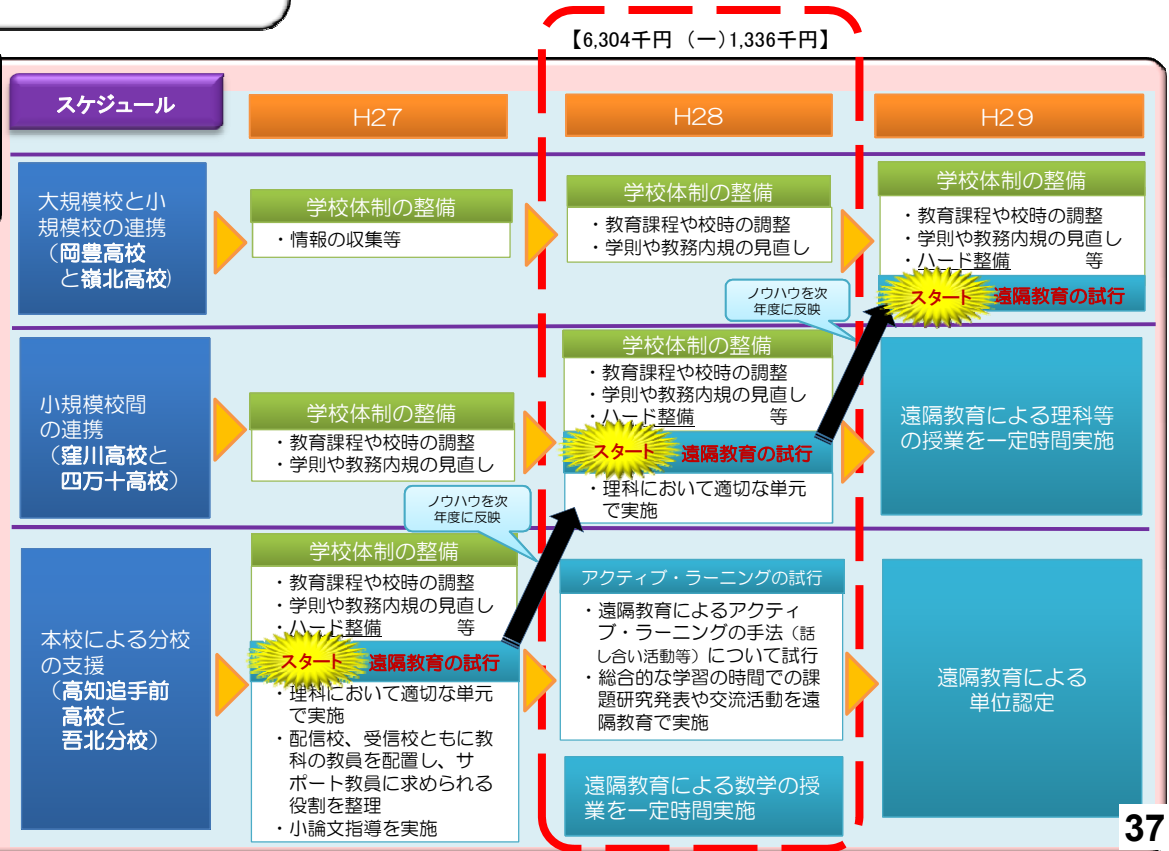 【6,304千円 (一)1,336千円】
スケジュール
H27
H28
H29
大規模校と小
規模校の連携
（岡豊高校
と嶺北高校）
学校体制の整備
・情報の収集等
学校体制の整備
・教育課程や校時の調整
・学則や教務内規の見直し
学校体制の整備
・教育課程や校時の調整
・学則や教務内規の見直し
・ハード整備　　　等
スタート
遠隔教育の試行
ノウハウを次
年度に反映
小規模校間
の連携
（窪川高校と
四万十高校）
学校体制の整備
・教育課程や校時の調整
・学則や教務内規の見直し
学校体制の整備
・教育課程や校時の調整
・学則や教務内規の見直し
・ハード整備　　　等
スタート
遠隔教育の試行
・理科において適切な単元
で実施
遠隔教育による理科等
の授業を一定時間実施
ノウハウを次
年度に反映
本校による分校
の支援
（高知追手前
高校と
吾北分校）
学校体制の整備
・教育課程や校時の調整
・学則や教務内規の見直し
・ハード整備　　　等
スタート
遠隔教育の試行
・理科において適切な単元
で実施
・配信校、受信校ともに教
科の教員を配置し、サ
ポート教員に求められる
役割を整理
・小論文指導を実施
アクティブ・ラーニングの試行
・遠隔教育によるアクティ
ブ・ラーニングの手法（話
し合い活動等）について試行
・総合的な学習の時間での課
題研究発表や交流活動を遠
隔教育で実施
遠隔教育による数学の授
業を一定時間実施
遠隔教育による
単位認定
37